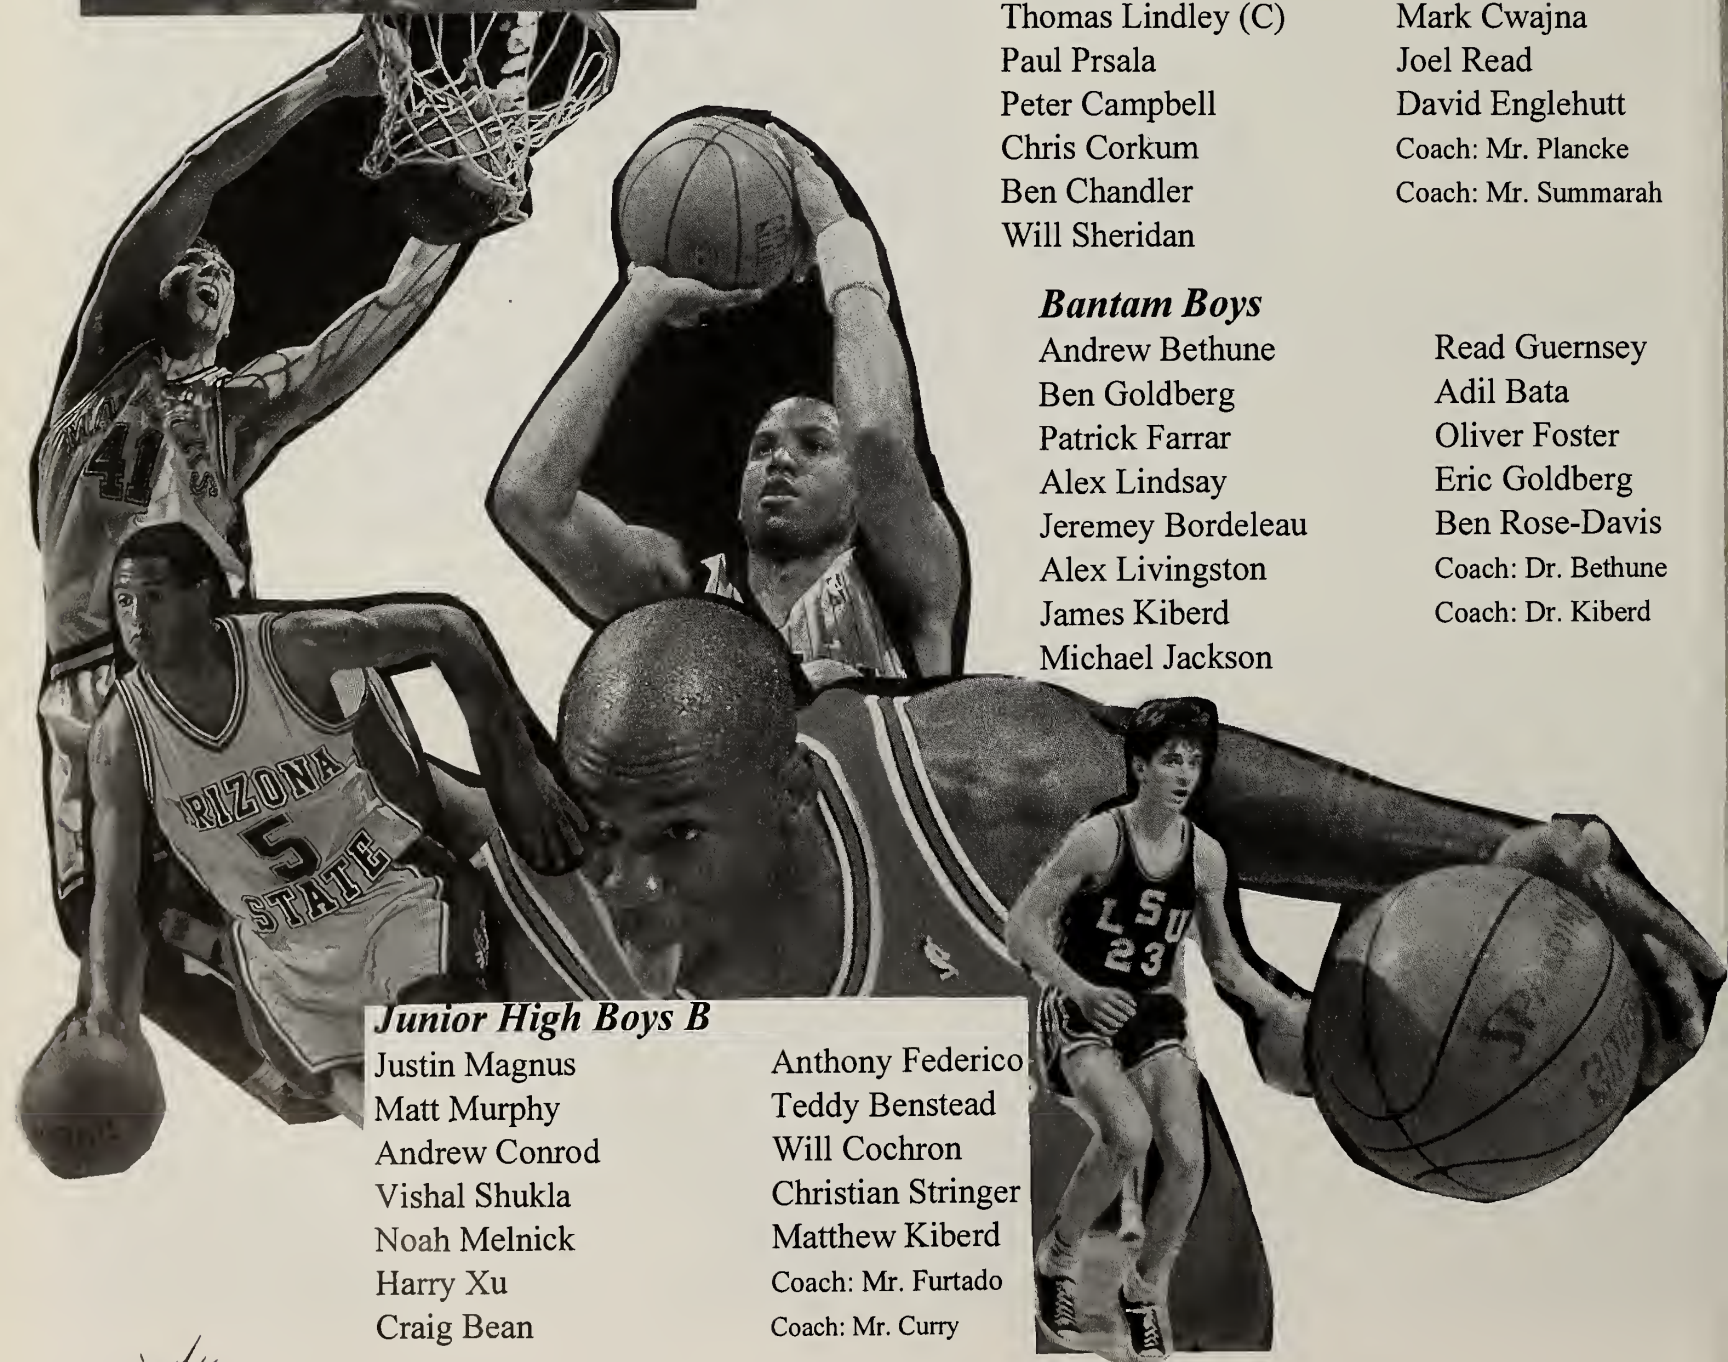 Thomas Lindley (C)
Paul Prsala
Peter Campbell
Chris Corkum
Ben Chandler
Will Sheridan
Mark Cwajna
Joel Read
David Englehutt
Coach: Mr. Plancke
Coach: Mr. Summarah
Bantam Boys
Andrew Bethune
Ben Goldberg
Patrick Farrar
Alex Lindsay
Jeremey Bordeleau
Alex Livingston
James Kiberd
Michael Jackson
Read Guernsey
Adil Bata
Oliver Foster
Eric Goldberg
Ben Rose-Davis
Coach: Dr. Bethune
Coach: Dr. Kiberd
41
RIZONA
5
STATE
LSU
23
Junior High Boys B
Justin Magnus
Matt Murphy
Andrew Conrod
Vishal Shukla
Noah Melnick
Harry Xu
Craig Bean
Anthony Federico
Teddy Benstead
Will Cochron
Christian Stringer
Matthew Kiberd
Coach: Mr. Furtado
Coach: Mr. Curry